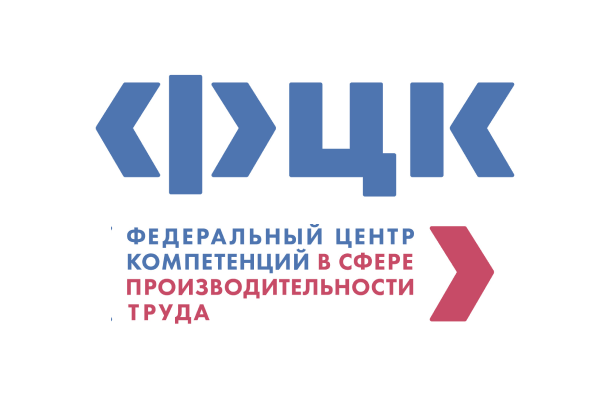 ФЦК
ФЕДЕРАЛЬНЫЙ ЦЕНТР
КОМПЕТЕНЦИЙ В СФЕРЕ
ПРОИЗВОДИТЕЛЬНОСТИ
ТРУДА